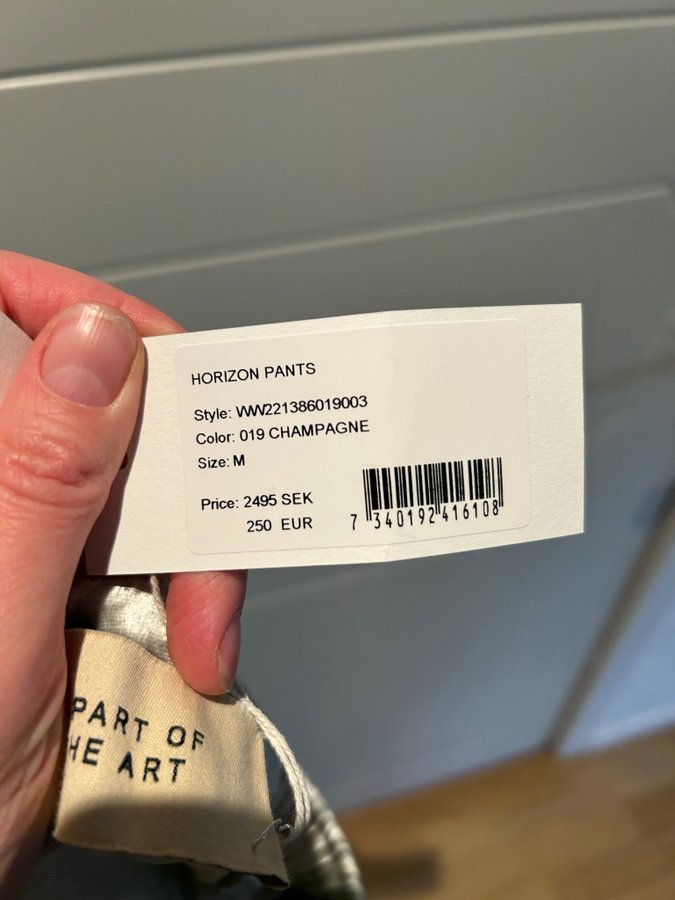 HORIZON PANTS
Style: WW221386019003
Color: 019 CHAMPAGNE
Size: M
Price: 2495 SEK
250 EUR
7 340192 416108
PART OF
HE ART